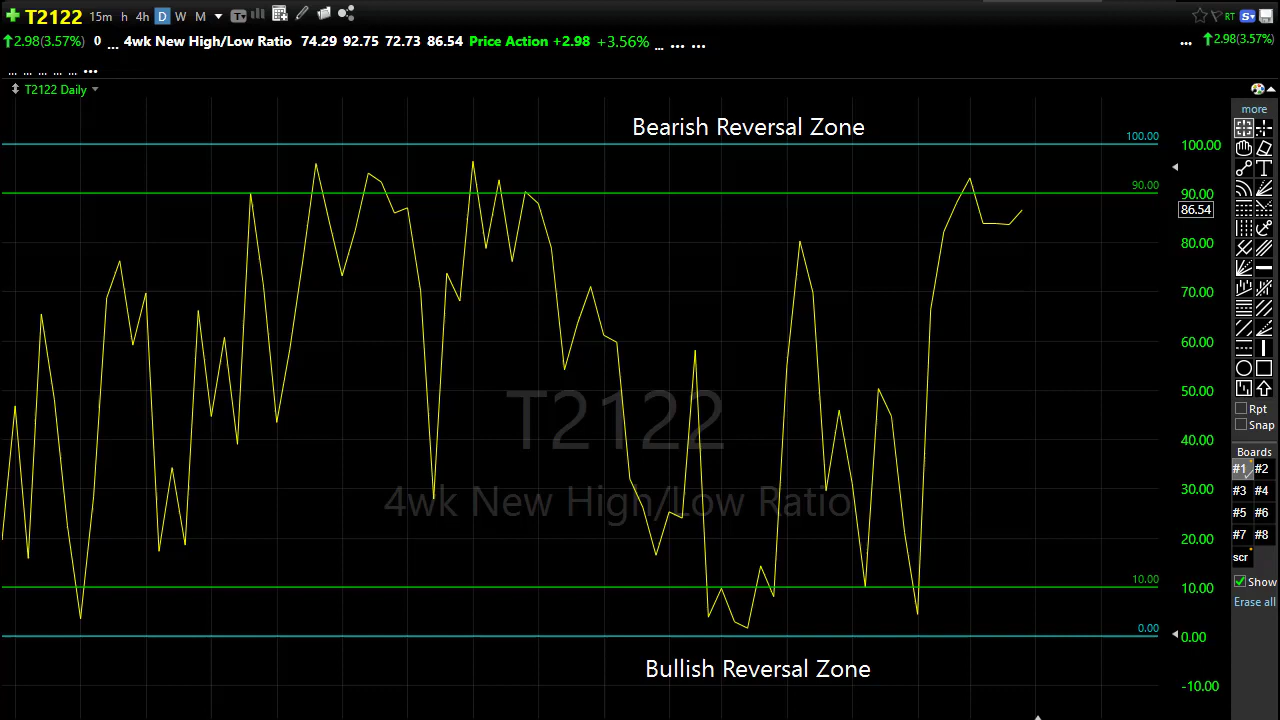 T2122 15m h 4h D W M T RT S
2.98(3.57%) 0 ... 4wk New High/Low Ratio 74.29 92.75 72.73 86.54 Price Action +2.98 +3.56% ... ... ... ... 2.98(3.57%)
... ... ... ... ... ...
T2122 Daily
more
Bearish Reversal Zone
100.00 100.00
90.00 90.00
86.54
80.00
70.00
60.00
50.00
T2122
40.00
Rpt
Snap
Boards
#1 #2
30.00
4wk New High/Low Ratio
#3 #4
#5 #6
20.00
#7 #8
scr
10.00 10.00
Show
Erase all
0.00 0.00
Bullish Reversal Zone
-10.00